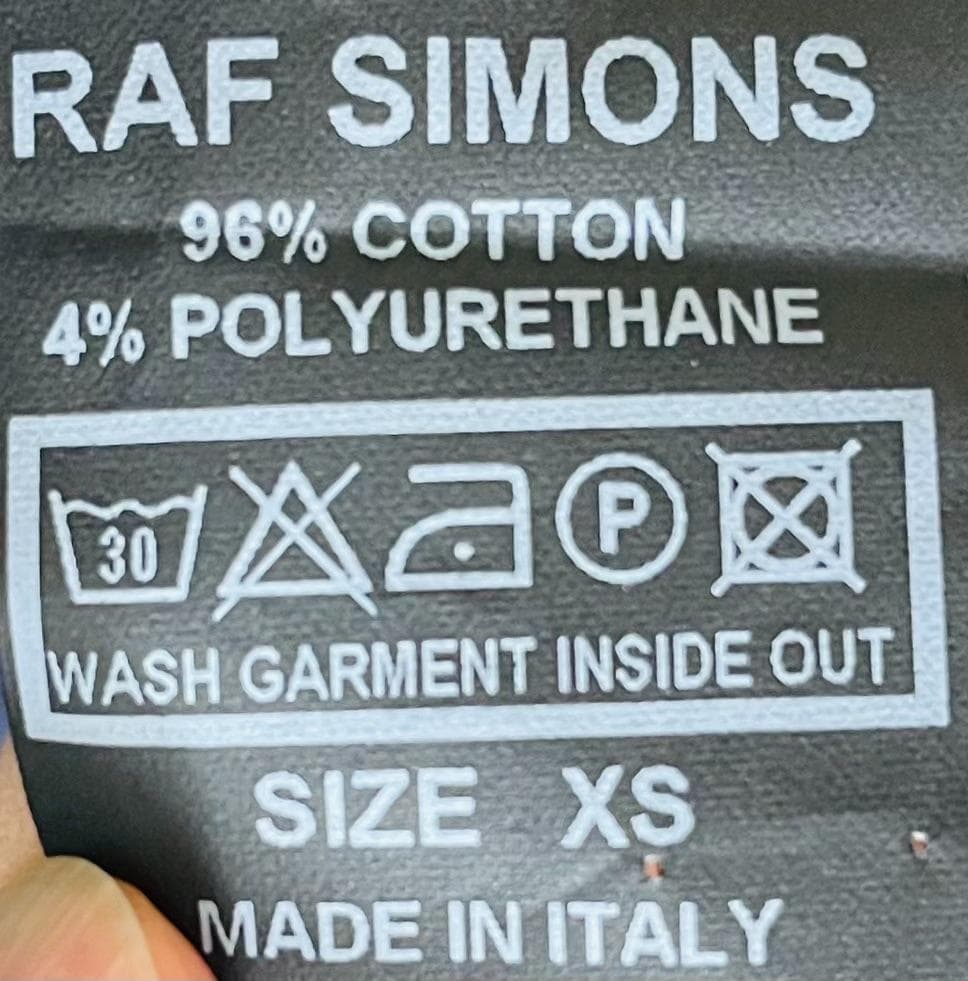 RAF SIMONS
96% COTTON
4% POLYURETHANE
30 P
WASH GARMENT INSIDE OUT
SIZE XS
MADE IN ITALY